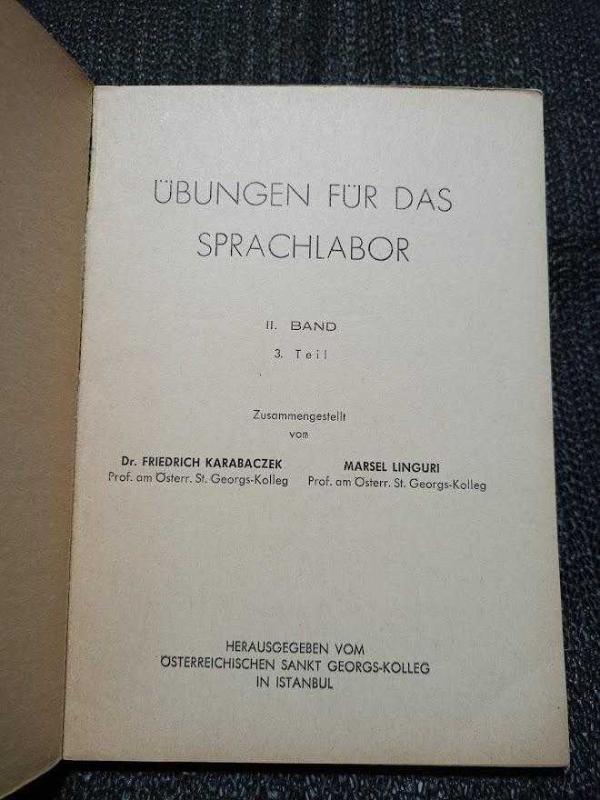 ÜBUNGEN FÜR DAS
SPRACHLABOR
II. BAND
3. Teil
Zusammengestellt
vom
Dr. FRIEDRICH KARABACZEK MARSEL LINGURI
Prof. am Österr. St. Georgs-Kolleg Prof. am Österr. St. Georgs-Kolleg
HERAUSGEGEBEN VOM
ÖSTERREICHISCHEN SANKT GEORGS-KOLLEG
IN ISTANBUL